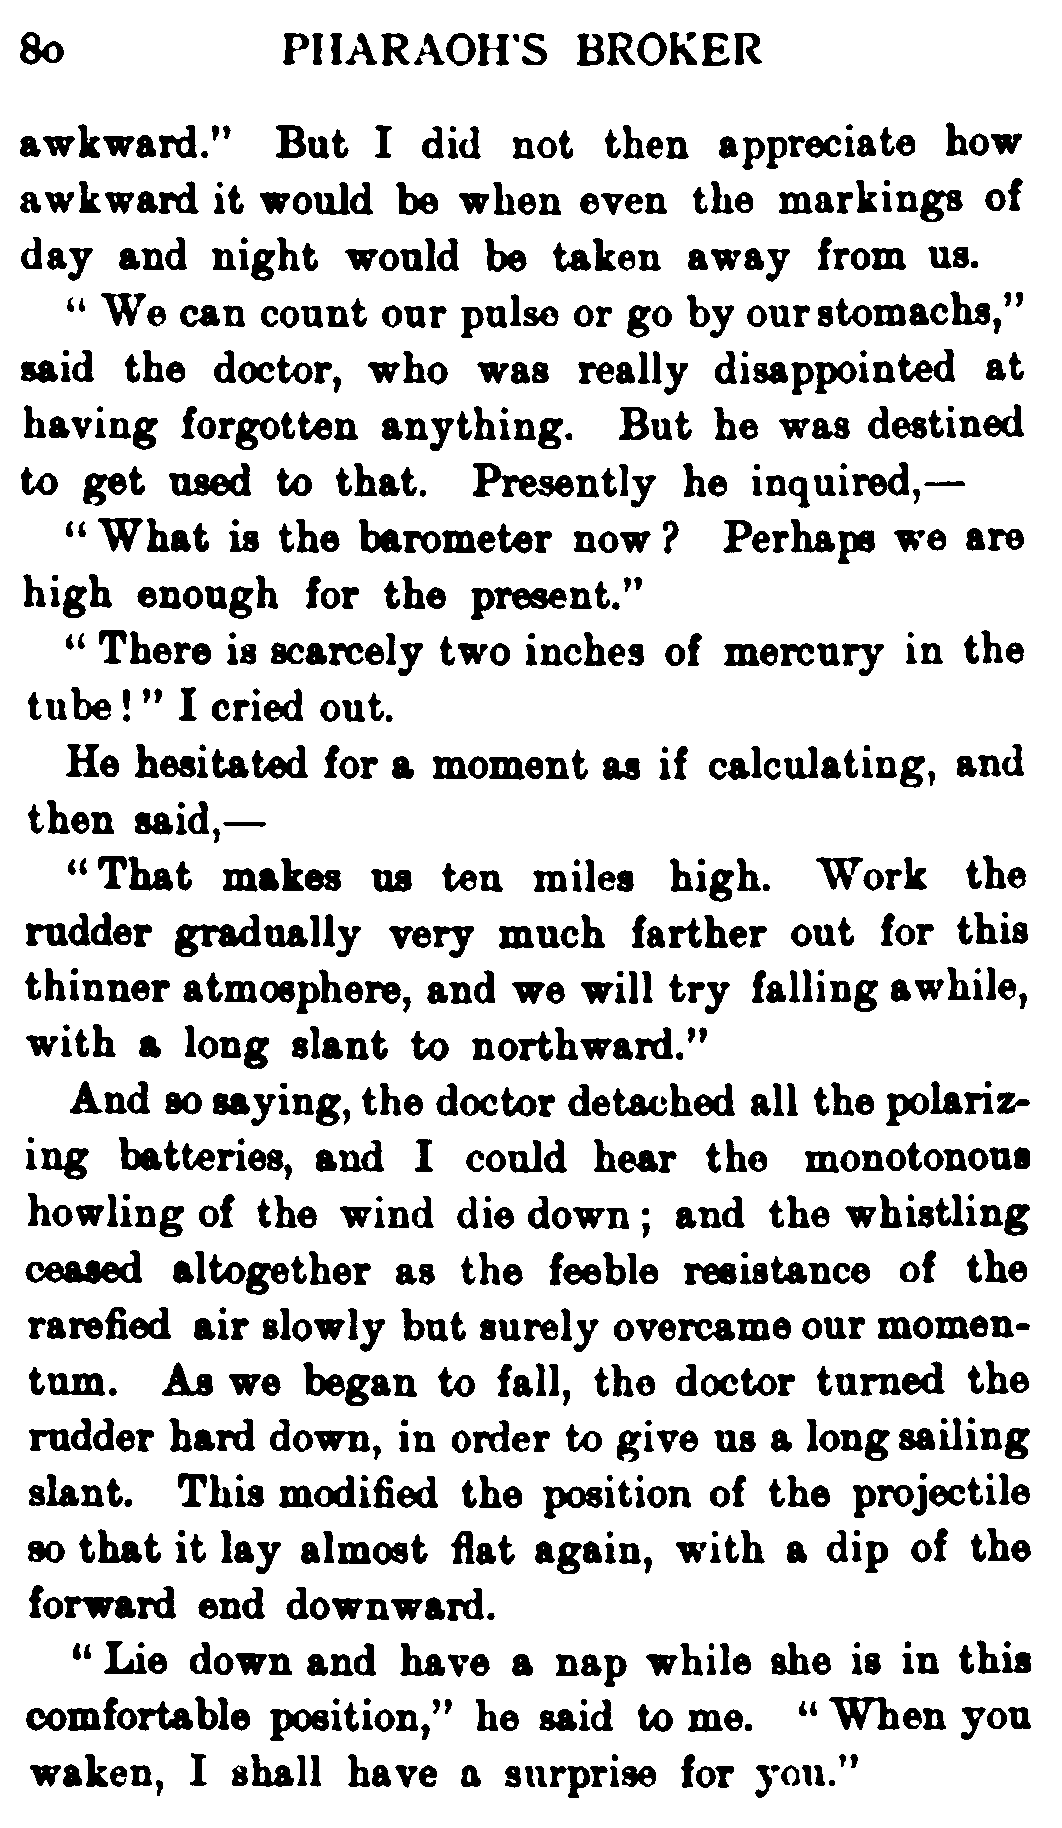 80 PHARAOH'S BROKER
awkward." But I did not then appreciate how
awkward it would be when even the markings of
day and night would be taken away from us.
"We can count our pulse or go by our stomachs,"
said the doctor, who was really disappointed at
having forgotten anything. But he was destined
to get used to that. Presently he inquired,—
"What is the barometer now? Perhaps we are
high enough for the present."
"There is scarcely two inches of mercury in the
tube!" I cried out.
He hesitated for a moment as if calculating, and
then said,—
"That makes us ten miles high. Work the
rudder gradually very much farther out for this
thinner atmosphere, and we will try falling awhile,
with a long slant to northward."
And so saying, the doctor detached all the polariz-
ing batteries, and I could hear the monotonous
howling of the wind die down; and the whistling
ceased altogether as the feeble resistance of the
rarefied air slowly but surely overcame our momen-
tum. As we began to fall, the doctor turned the
rudder hard down, in order to give us a long sailing
slant. This modified the position of the projectile
so that it lay almost flat again, with a dip of the
forward end downward.
"Lie down and have a nap while she is in this
comfortable position," he said to me. "When you
waken, I shall have a surprise for you."